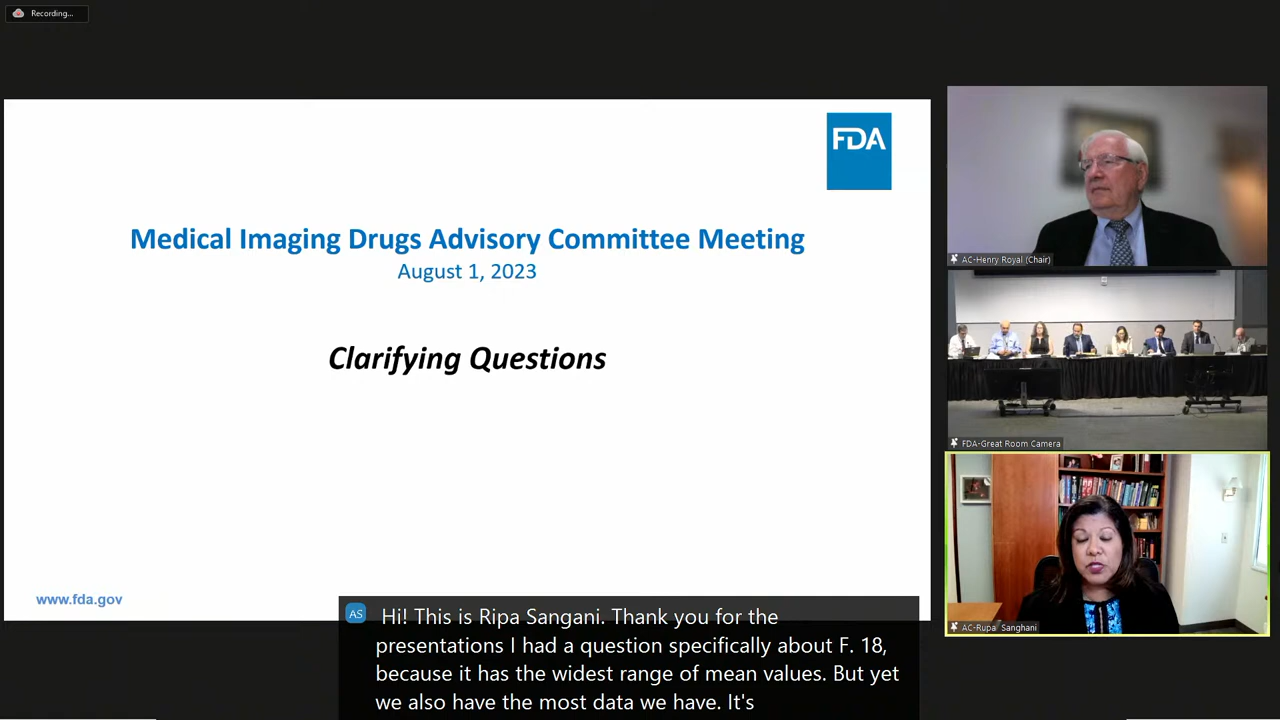 Recording...
FDA
Medical Imaging Drugs Advisory Committee Meeting
August 1, 2023
Clarifying Questions
www.fda.gov
AC-Henry Royal (Chair)
FDA-Great Room Camera
AC-Rupa Sanghani
AS
Hi! This is Ripa Sangani. Thank you for the
presentations I had a question specifically about F. 18,
because it has the widest range of mean values. But yet
we also have the most data we have. It's